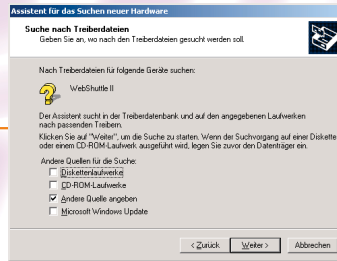 Assistent für das Suchen neuer Hardware
Suche nach Treiberdateien
Geben Sie an, wo nach den Treiberdateien gesucht werden soll.
Nach Treiberdateien für folgende Geräte suchen:
WebShuttle II
Der Assistent sucht in der Treiberdatenbank und auf den angegebenen Laufwerken
nach passenden Treibern.
Klicken Sie auf "Weiter", um die Suche zu starten. Wenn der Suchvorgang auf einer Diskette
oder einem CD-ROM-Laufwerk ausgeführt wird, legen Sie zuvor den Datenträger ein.
Andere Quellen für die Suche:
Diskettenlaufwerke
CD-ROM-Laufwerke
Andere Quelle angeben
Microsoft Windows Update
< Zurück
Weiter >
Abbrechen